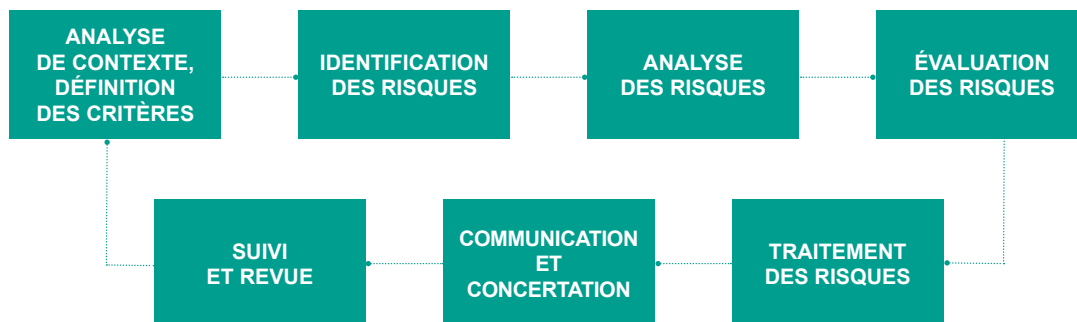 ANALYSE
DE CONTEXTE,
DÉFINITION
DES CRITÈRES
IDENTIFICATION
DES RISQUES
ANALYSE
DES RISQUES
ÉVALUATION
DES RISQUES
SUIVI
ET REVUE
COMMUNICATION
ET
CONCERTATION
TRAITEMENT
DES RISQUES